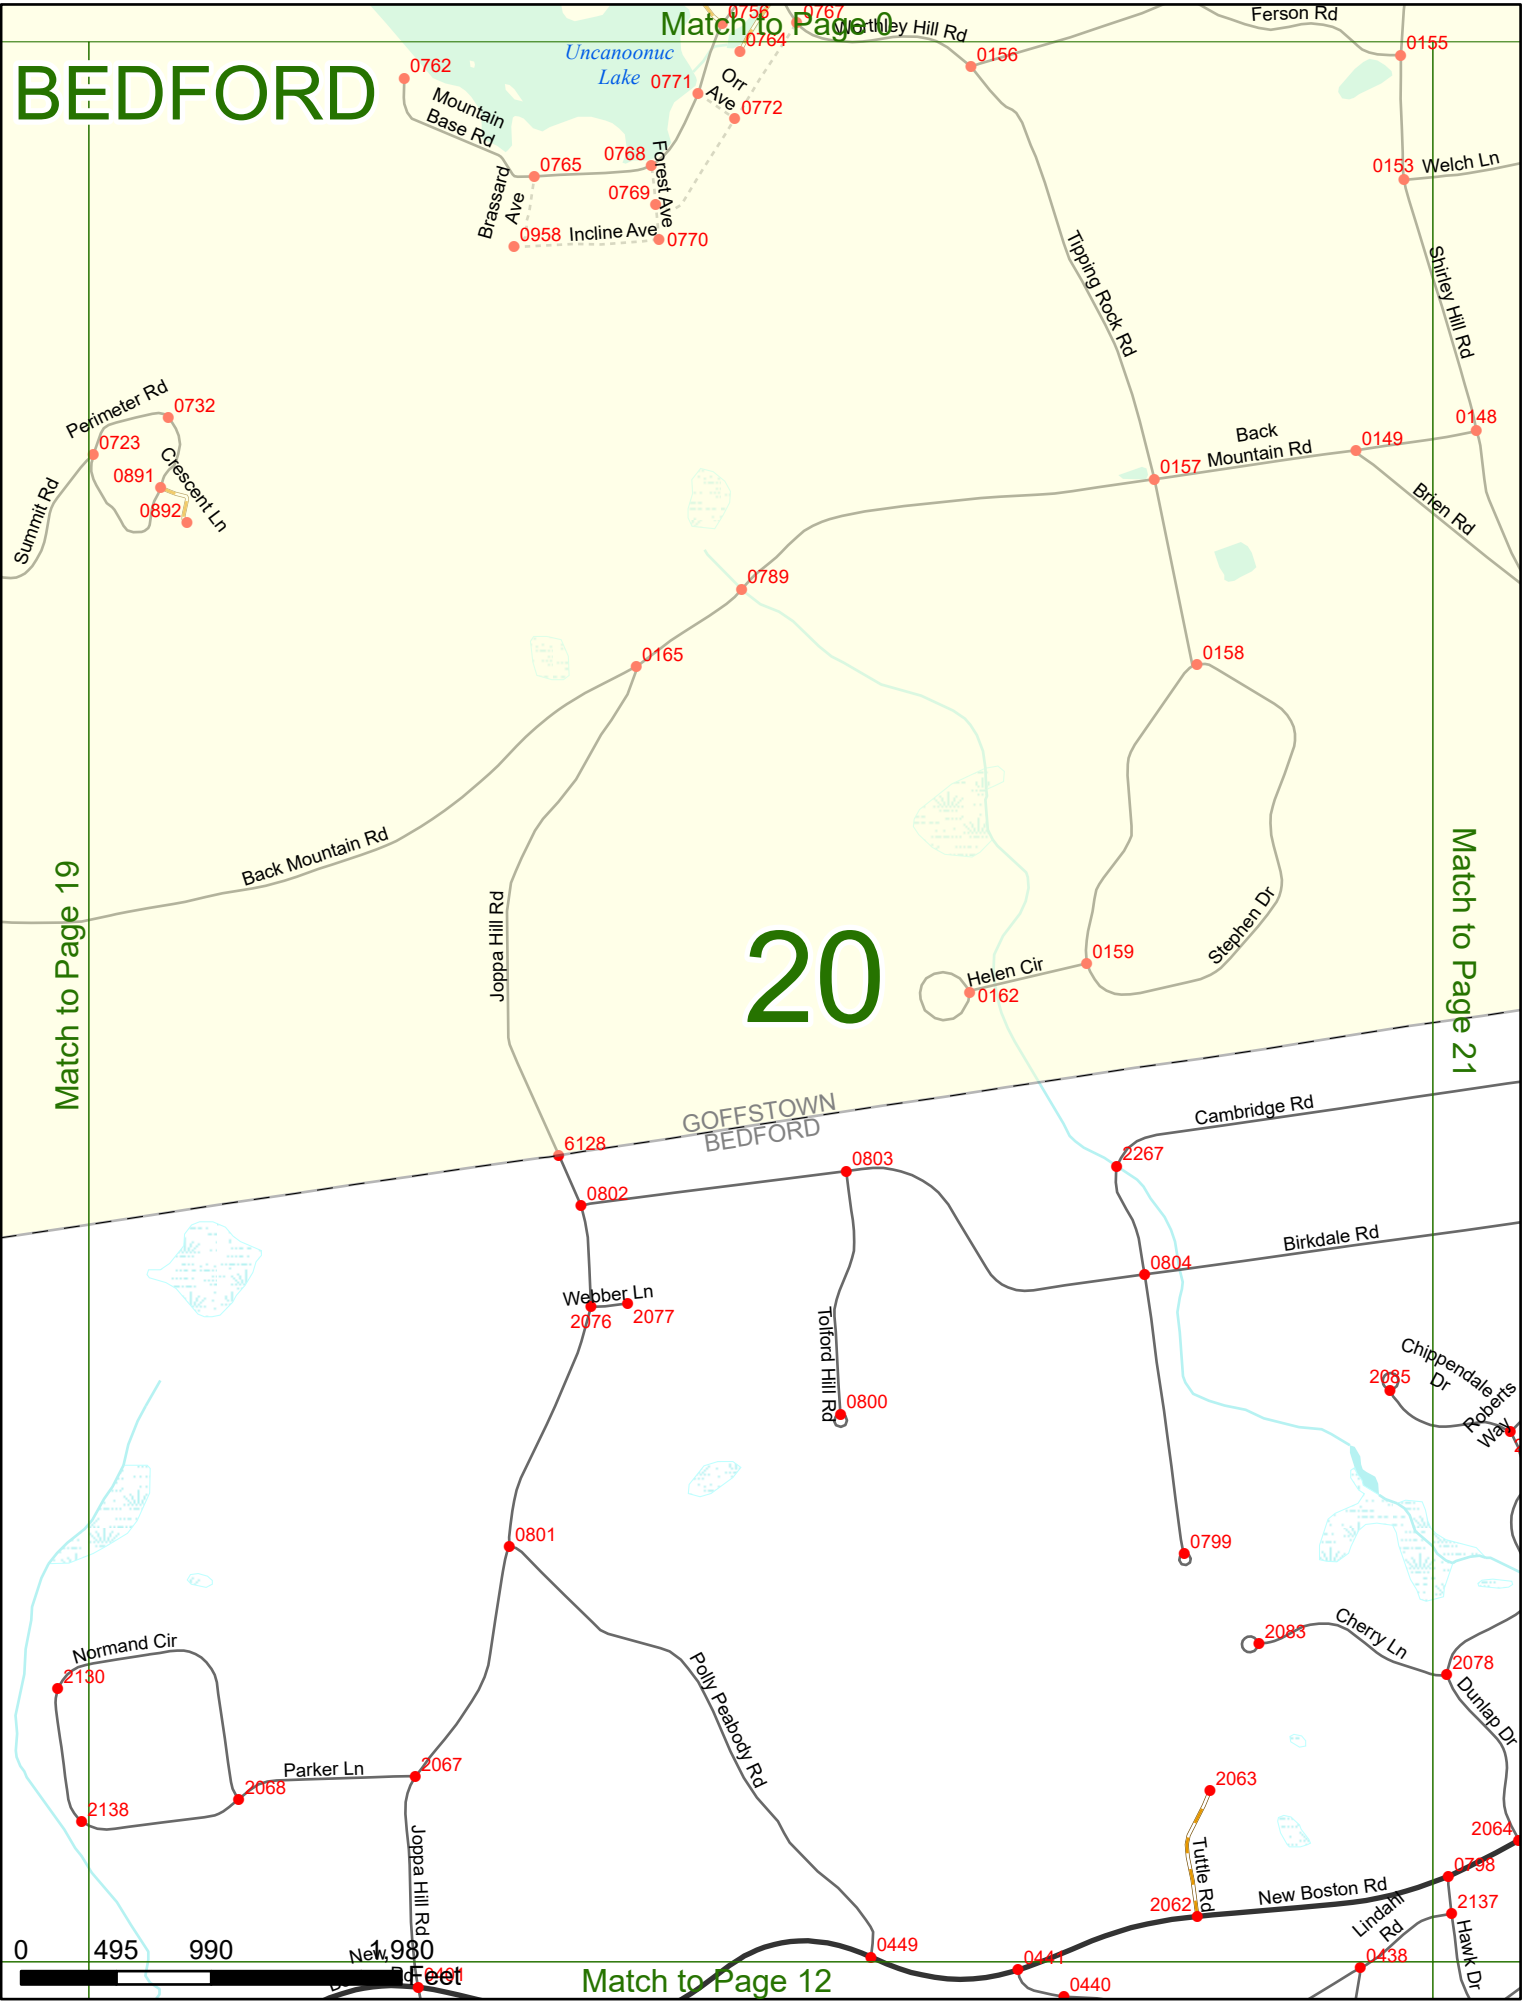 0756
0767
Match to Page 0
Worthley Hill Rd
Ferson Rd
0764
0156
0155
BEDFORD
Uncanoonuc
Lake
0762
0771
Orr
Ave
0772
Mountain
Base Rd
0765
0768
Forest Ave
0769
0153
Welch Ln
Brassard
Ave
0958
Incline Ave
0770
Tipping Rock Rd
Shirley Hill Rd
Perimeter Rd
0732
0723
0891
Crescent Ln
0892
Summit Rd
0148
0149
Back
Mountain Rd
0157
Brien Rd
0789
0165
0158
Back Mountain Rd
Match to Page 19
Joppa Hill Rd
20
Match to Page 21
Stephen Dr
0159
Helen Cir
0162
GOFFSTOWN
BEDFORD
Cambridge Rd
6128
0803
2267
0802
Birkdale Rd
0804
Webber Ln
2076
2077
Tolford Hill Rd
0800
Chippendale
Dr
2085
Roberts
Way
0801
0799
Normand Cir
2130
2083
Cherry Ln
2078
Dunlap Dr
Polly Peabody Rd
Parker Ln
2067
2068
2138
2063
Joppa Hill Rd
Tuttle Rd
2064
0798
2062
New Boston Rd
Lindahl
Rd
2137
Hawk Dr
0 495 990 1,980
Feet
New
Rd
0491
0449
0441
0438
0440
Match to Page 12